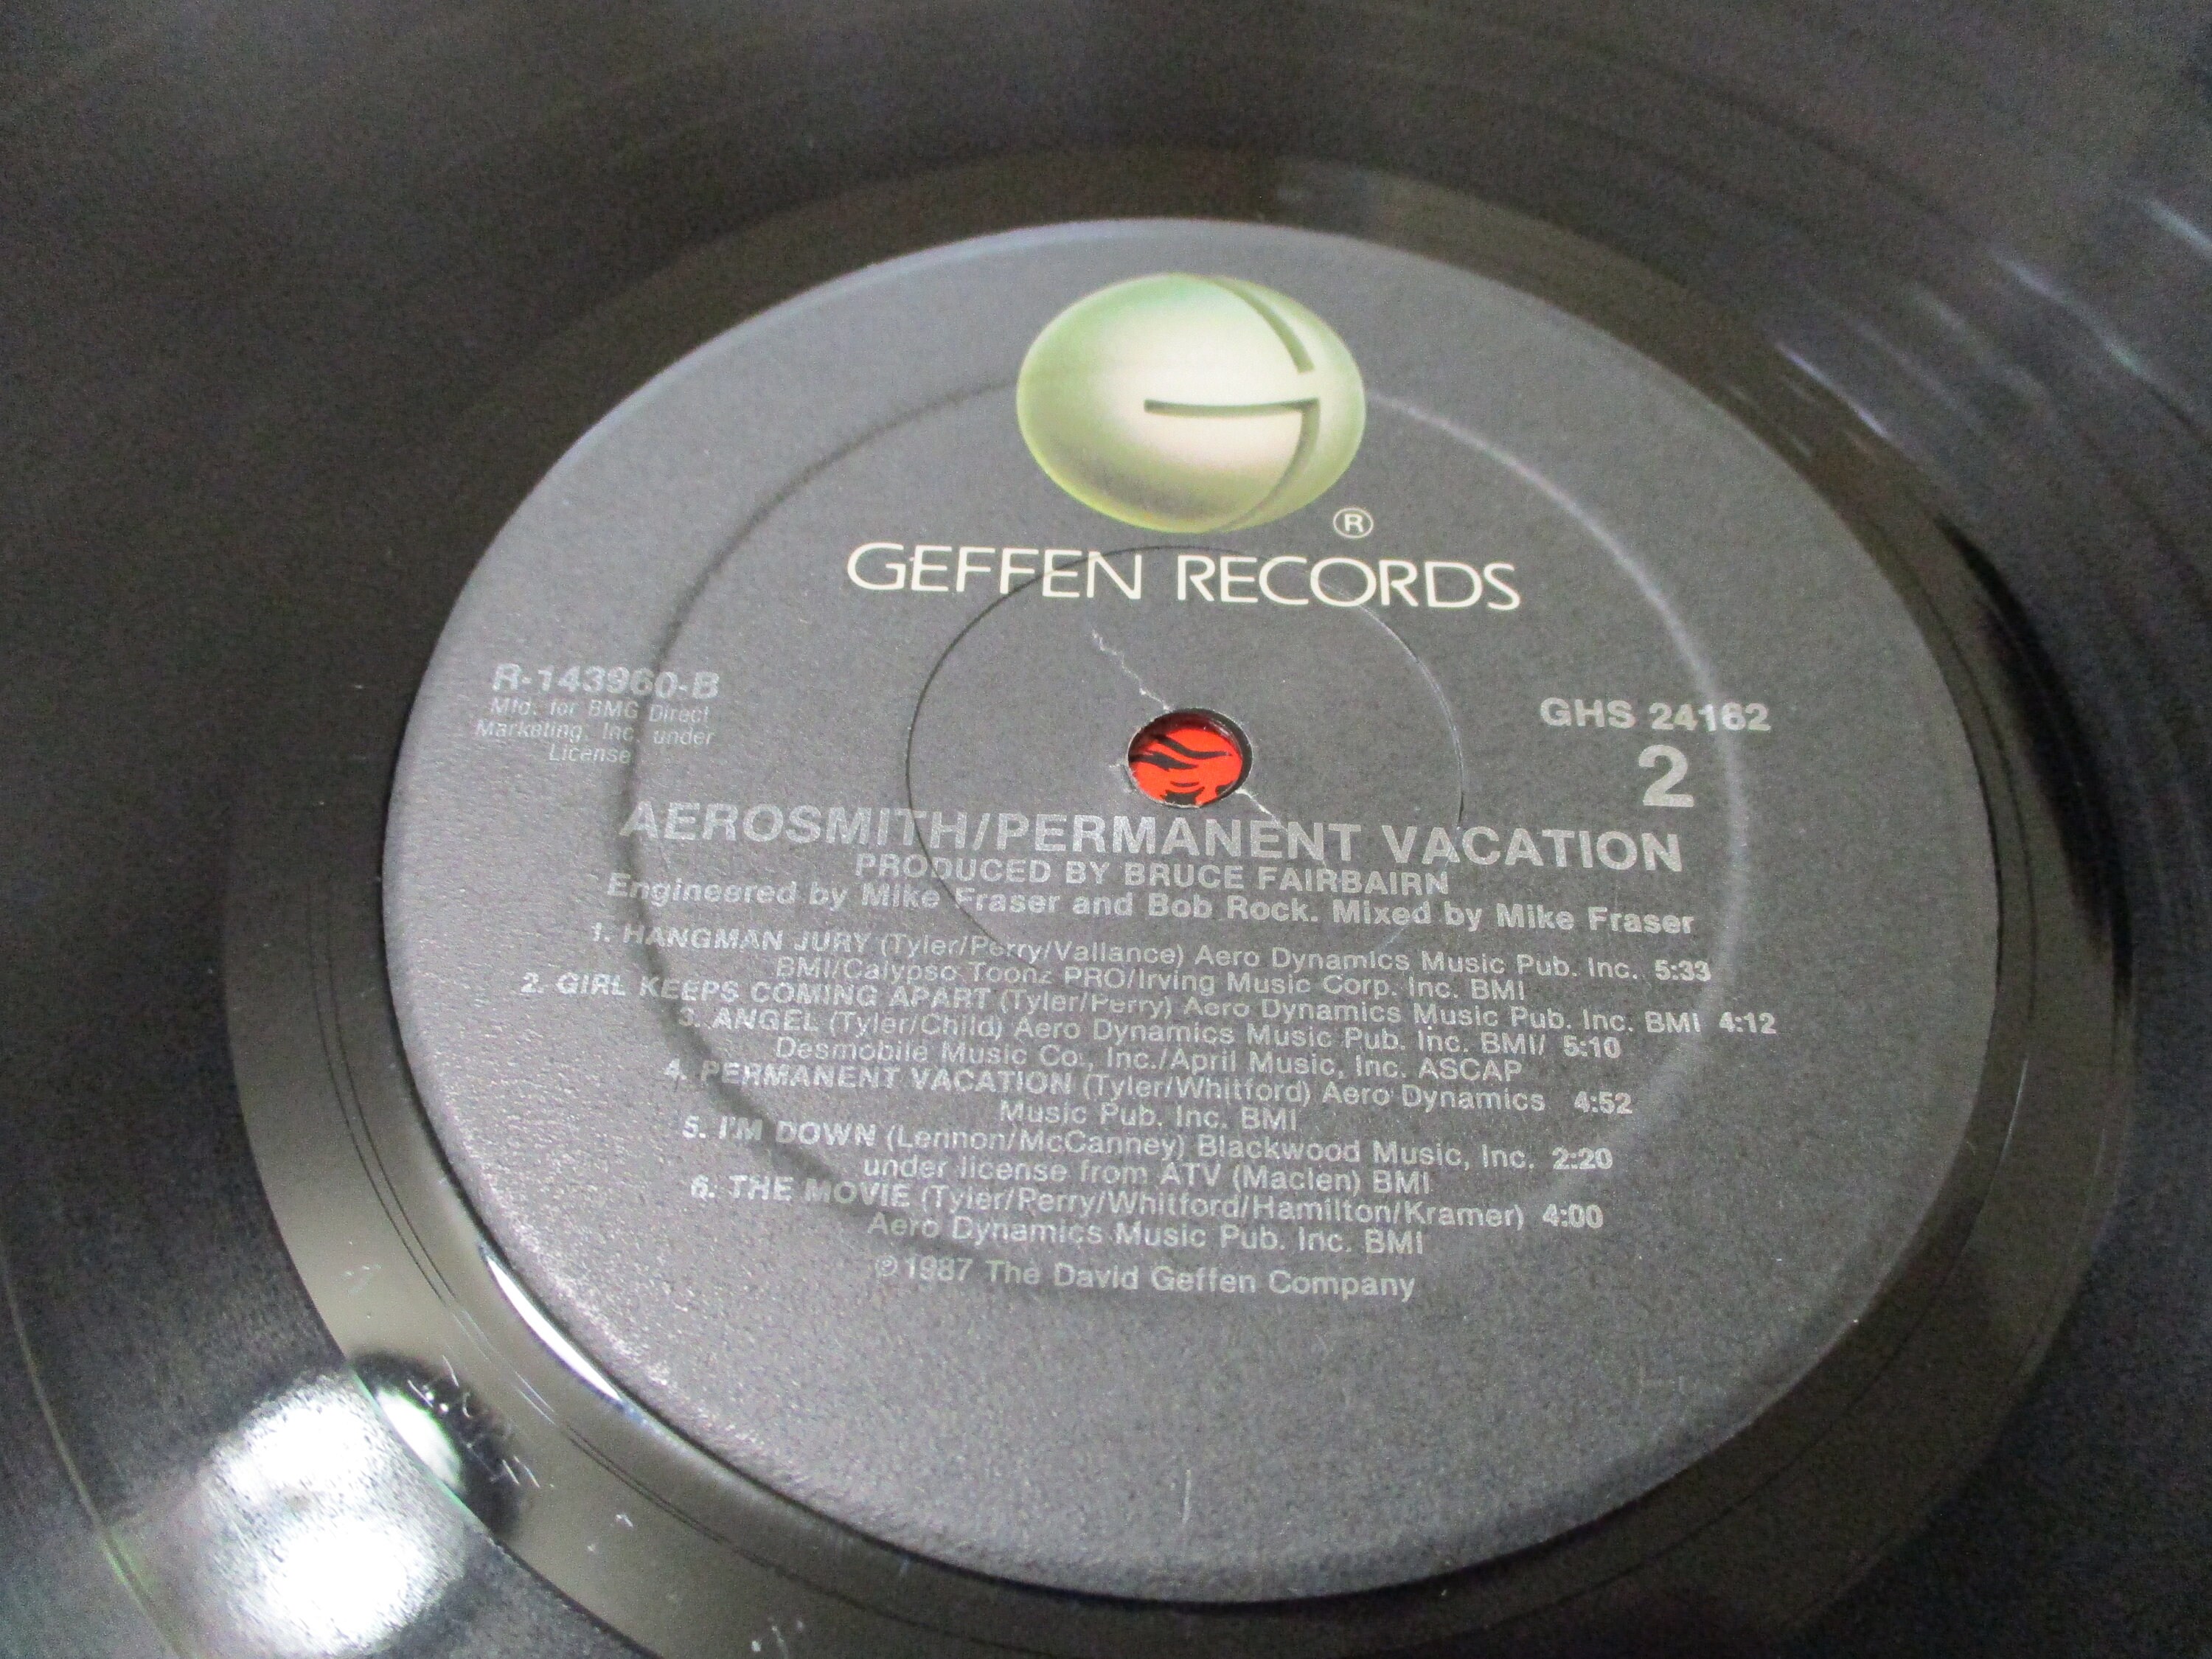 ®
GEFFEN RECORDS
R-143960-B
Mfd. for BMG Direct
Marketing, Inc. under
License
GHS 24162
2
AEROSMITH/PERMANENT VACATION
PRODUCED BY BRUCE FAIRBAIRN
Engineered by Mike Fraser and Bob Rock. Mixed by Mike Fraser
1. HANGMAN JURY (Tyler/Perry/Vallance) Aero Dynamics Music Pub. Inc. 5:33
BMI/Calypso Toonz PRO/Irving Music Corp. Inc. BMI
2. GIRL KEEPS COMING APART (Tyler/Perry) Aero Dynamics Music Pub. Inc. BMI 4:12
3. ANGEL (Tyler/Child) Aero Dynamics Music Pub. Inc. BMI/ 5:10
Desmobile Music Co., Inc./April Music, Inc. ASCAP
4. PERMANENT VACATION (Tyler/Whitford) Aero Dynamics 4:52
Music Pub. Inc. BMI
5. I'M DOWN (Lennon/McCanney) Blackwood Music, Inc. 2:20
under license from ATV (Maclen) BMI
6. THE MOVIE (Tyler/Perry/Whitford/Hamilton/Kramer) 4:00
Aero Dynamics Music Pub. Inc. BMI
℗1987 The David Geffen Company